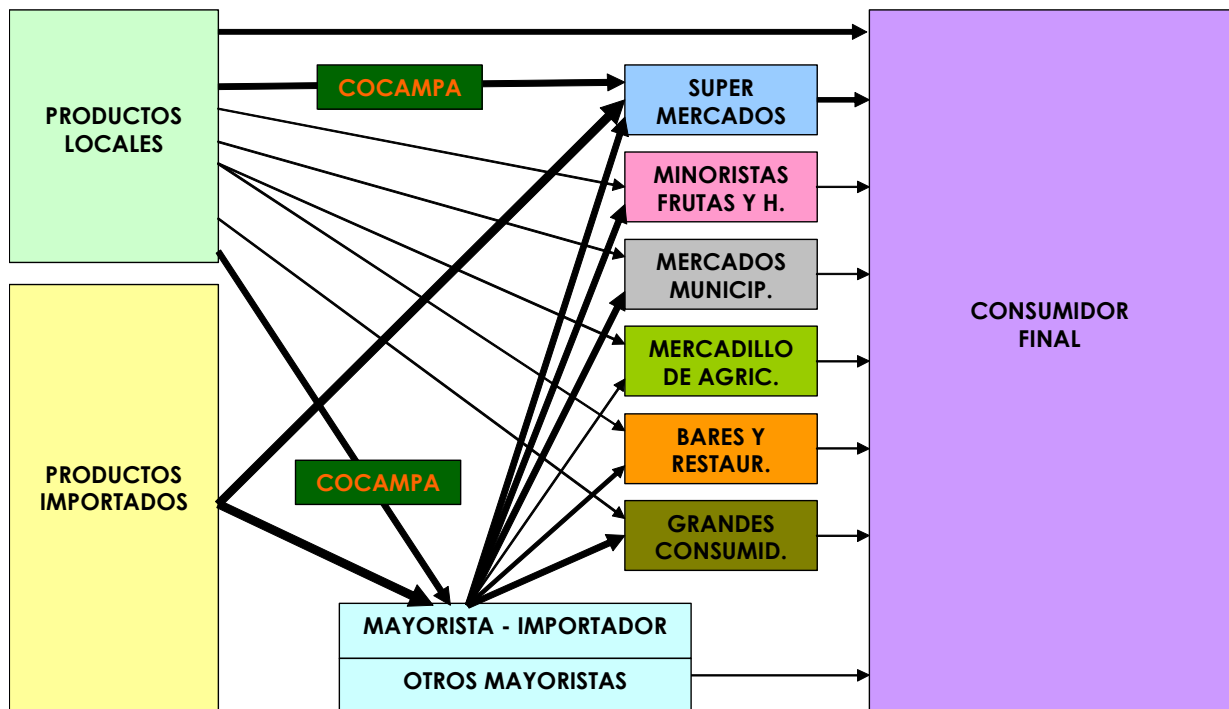 PRODUCTOS
LOCALES
COCAMPA
SUPER
MERCADOS
MINORISTAS
FRUTAS Y H.
MERCADOS
MUNICIP.
MERCADILLO
DE AGRIC.
BARES Y
RESTAUR.
GRANDES
CONSUMID.
CONSUMIDOR
FINAL
PRODUCTOS
IMPORTADOS
COCAMPA
MAYORISTA - IMPORTADOR
OTROS MAYORISTAS